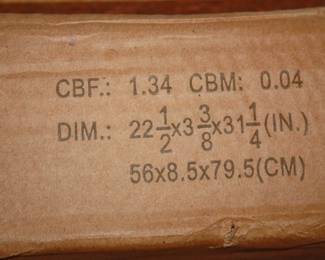 CBF.: 1.34 CBM: 0.04
DIM.: 22 1/2 x3 3/8 x31 1/4 (IN.)
56x8.5x79.5(CM)